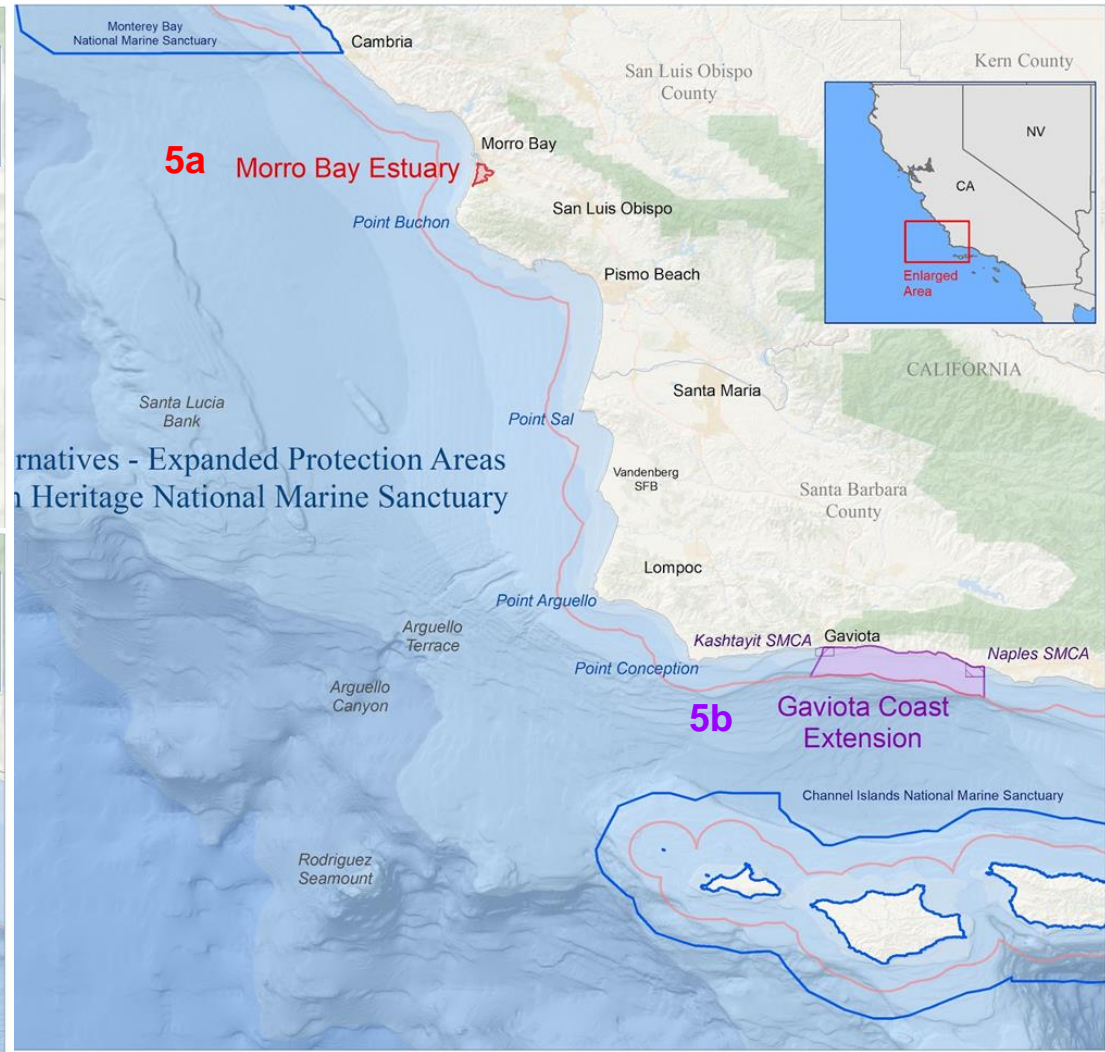 Monterey Bay
National Marine Sanctuary
Cambria
San Luis Obispo
County
Kern County
NV
CA
Enlarged
Area
5a
Morro Bay Estuary
Morro Bay
Point Buchon
San Luis Obispo
Pismo Beach
CALIFORNIA
Santa Lucia
Bank
Santa Maria
Point Sal
rnatives - Expanded Protection Areas
n Heritage National Marine Sanctuary
Vandenberg
SFB
Santa Barbara
County
Lompoc
Point Arguello
Arguello
Terrace
Kashtayit SMCA
Gaviota
Naples SMCA
Point Conception
Arguello
Canyon
5b
Gaviota Coast
Extension
Channel Islands National Marine Sanctuary
Rodriguez
Seamount